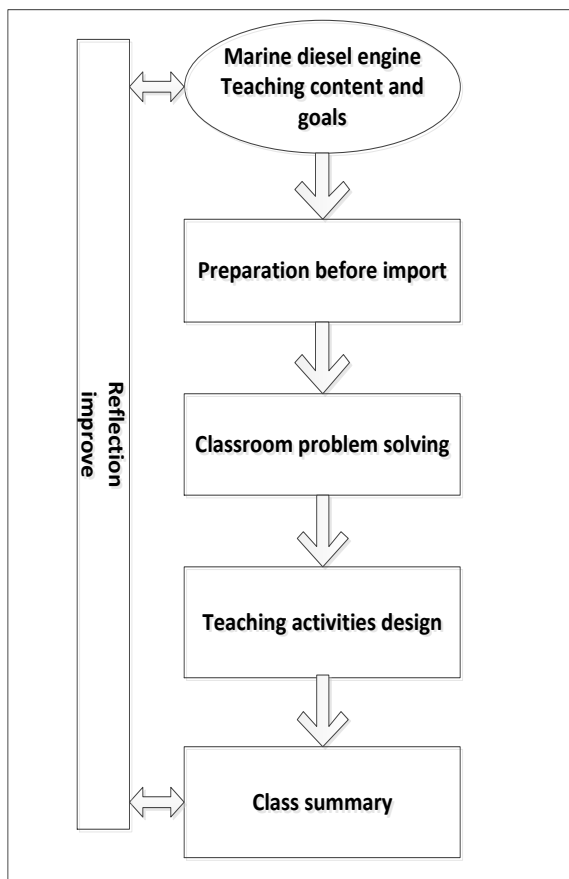 Marine diesel engine
Teaching content and
goals
Preparation before import
Classroom problem solving
Teaching activities design
Class summary
Reflection
improve